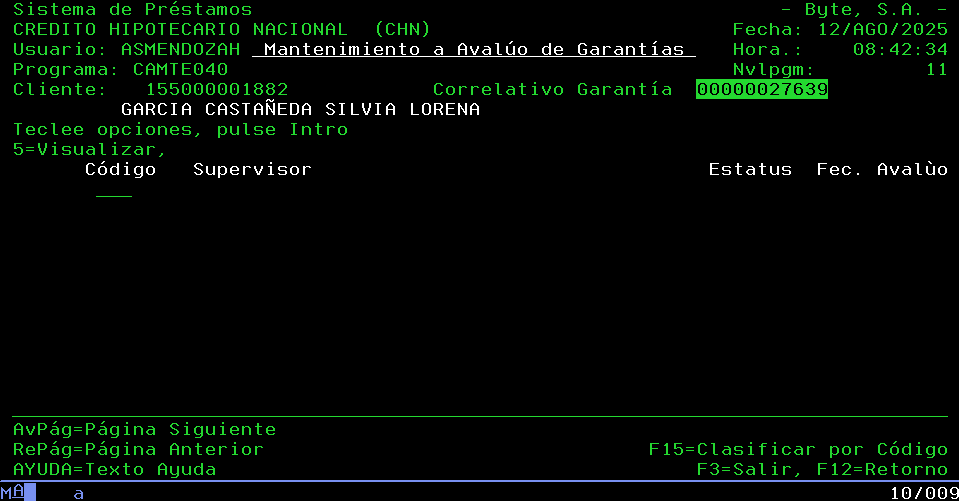 Sistema de Préstamos - Byte, S.A. -
CREDITO HIPOTECARIO NACIONAL (CHN) Fecha: 12/AGO/2025
Usuario: ASMENDOZAH Mantenimiento a Avalúo de Garantías Hora.: 08:42:34
Programa: CAMTE040 Nvlpgm: 11
Cliente: 155000001882 Correlativo Garantía 00000027639
GARCIA CASTAÑEDA SILVIA LORENA
Teclee opciones, pulse Intro
5=Visualizar,
Código Supervisor Estatus Fec. Avalùo
AvPág=Página Siguiente
RePág=Página Anterior F15=Clasificar por Código
AYUDA=Texto Ayuda F3=Salir, F12=Retorno
MA a 10/009